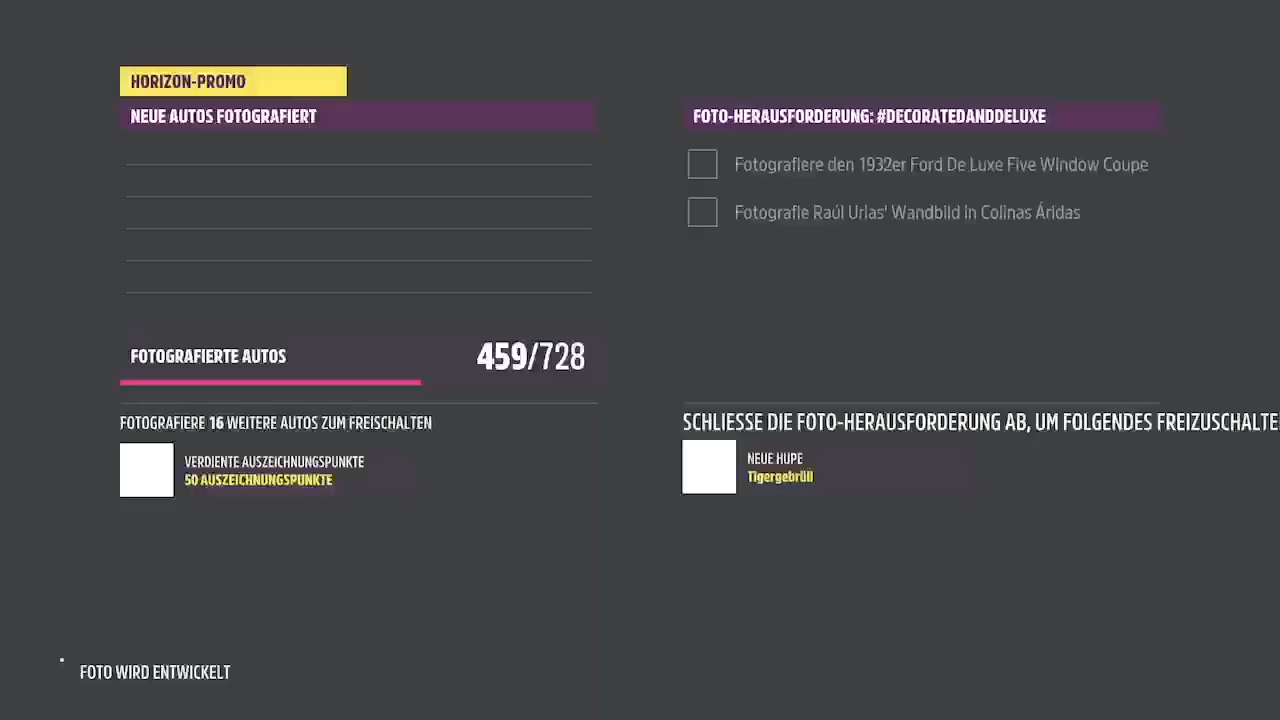 HORIZON-PROMO
NEUE AUTOS FOTOGRAFIERT
FOTOGRAFIERTE AUTOS
459/728
FOTOGRAFIERE 16 WEITERE AUTOS ZUM FREISCHALTEN
VERDIENTE AUSZEICHNUNGSPUNKTE
50 AUSZEICHNUNGSPUNKTE
FOTO-HERAUSFORDERUNG: #DECORATEDANDDELUXE
Fotografiere den 1932er Ford De Luxe Five Window Coupe
Fotografie Raúl Urias' Wandbild in Colinas Áridas
SCHLIESSE DIE FOTO-HERAUSFORDERUNG AB, UM FOLGENDES FREIZUSCHALTE
NEUE HUPE
Tigergebrüll
FOTO WIRD ENTWICKELT